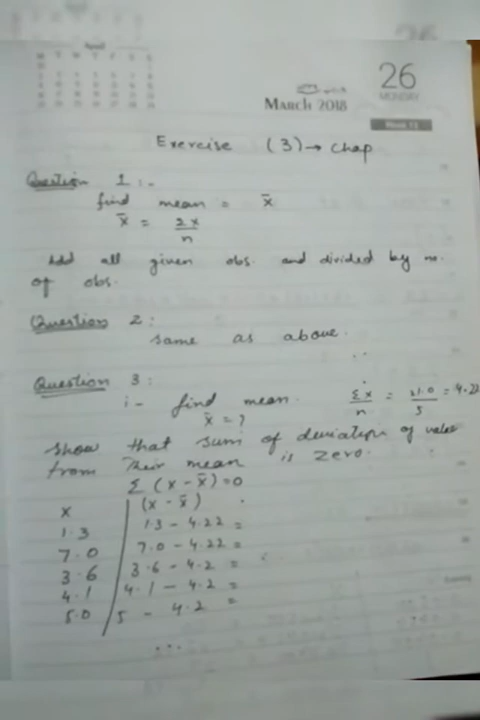 26
MONDAY
MARCH 2018
Week 13
Exercise (3) → Chap
Question 1 :-
find mean = x̄
x̄ = Σx
n
Add all given obs. and divided by no.
of obs.
Question 2 :
same as above.
Question 3 :
i- find mean. Σx/n = 21.0/5 = 4.22
x̄ = ?
Show that sum of deviation of value
from Their mean is zero.
Σ (x - x̄) = 0
x (x - x̄)
1.3 1.3 - 4.22 =
7.0 7.0 - 4.22 =
3.6 3.6 - 4.2 =
4.1 4.1 - 4.2 =
5.0 5 - 4.2 =
...